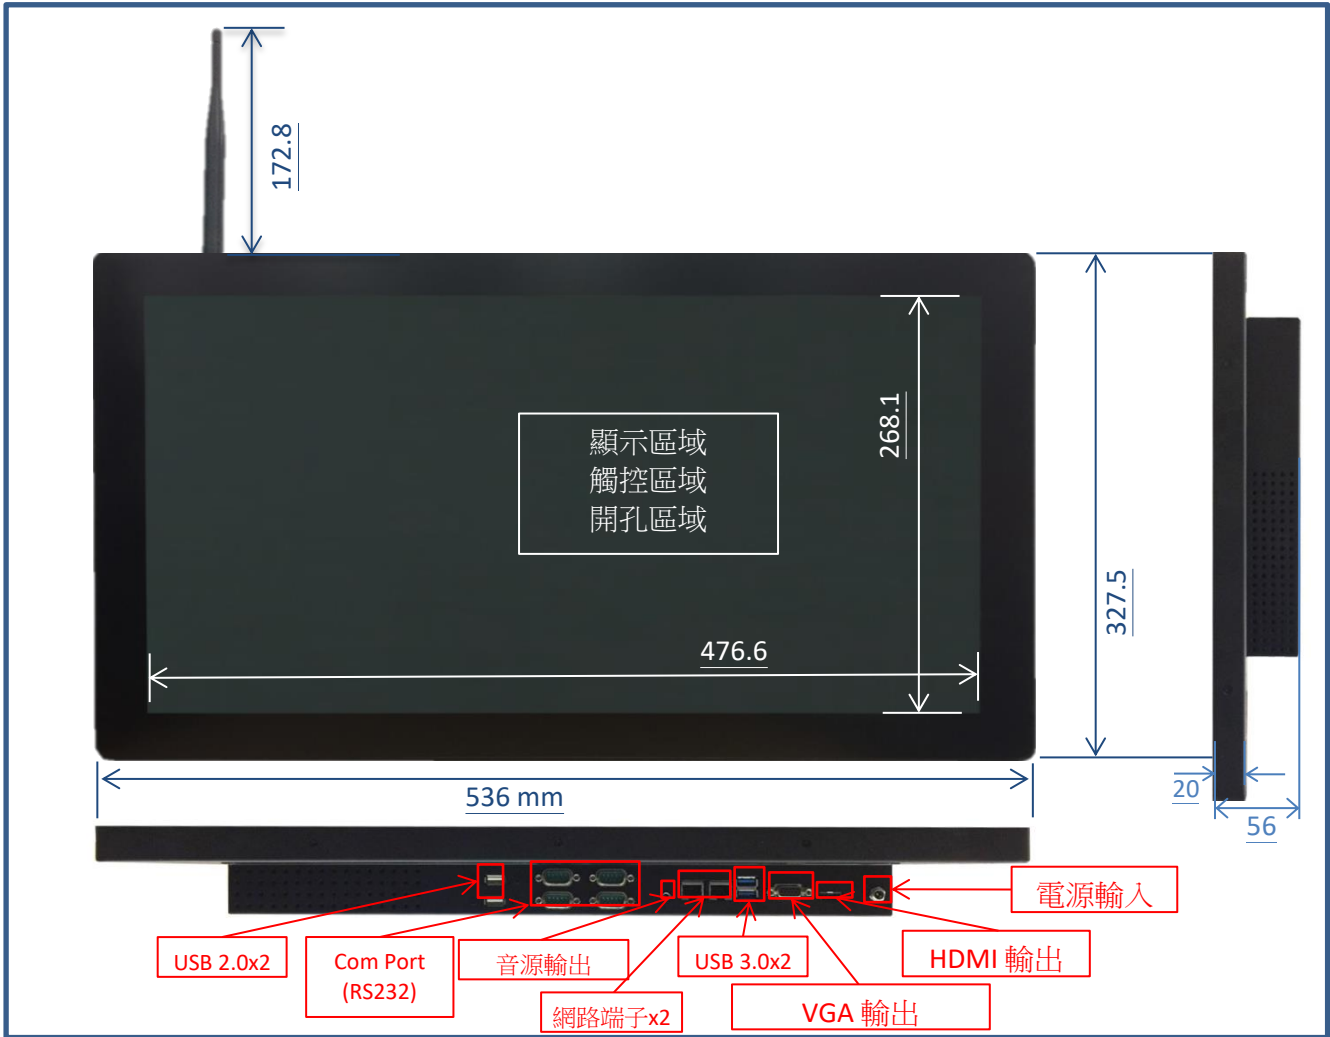 172.8
268.1
顯示區域
觸控區域
開孔區域
327.5
476.6
20
536 mm
56
電源輸入
USB 2.0x2
Com Port
(RS232)
音源輸出
USB 3.0x2
HDMI 輸出
網路端子x2
VGA 輸出